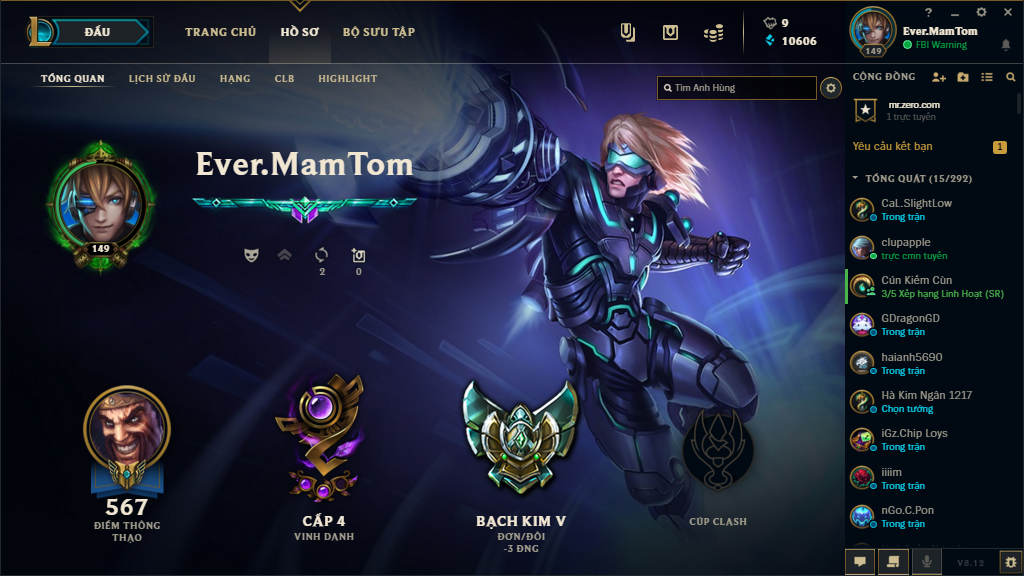 ĐẤU
TRANG CHỦ
HỒ SƠ
BỘ SƯU TẬP
9
10606
?
149
Ever.MamTom
FBI Warning
TỔNG QUAN
LỊCH SỬ ĐẤU
HẠNG
CLB
HIGHLIGHT
Tìm Anh Hùng
CỘNG ĐỒNG
mr.zero.com
1 trực tuyến
Yêu cầu kết bạn
1
TỔNG QUÁT (15/292)
CaL.SlightLow
Trong trận
clupapple
trực cmn tuyến
Cún Kiếm Cùn
3/5 Xếp hạng Linh Hoạt (SR)
GDragonGD
Trong trận
haianh5690
Trong trận
Hà Kim Ngân 1217
Chọn tướng
iGz.Chip Loys
Trong trận
iiiim
Trong trận
nGo.C.Pon
Trong trận
V8.12
149
Ever.MamTom
2
0
567
ĐIỂM THÔNG
THẠO
CẤP 4
VINH DANH
BẠCH KIM V
ĐƠN/ĐÔI
-3 ĐNG
CÚP CLASH